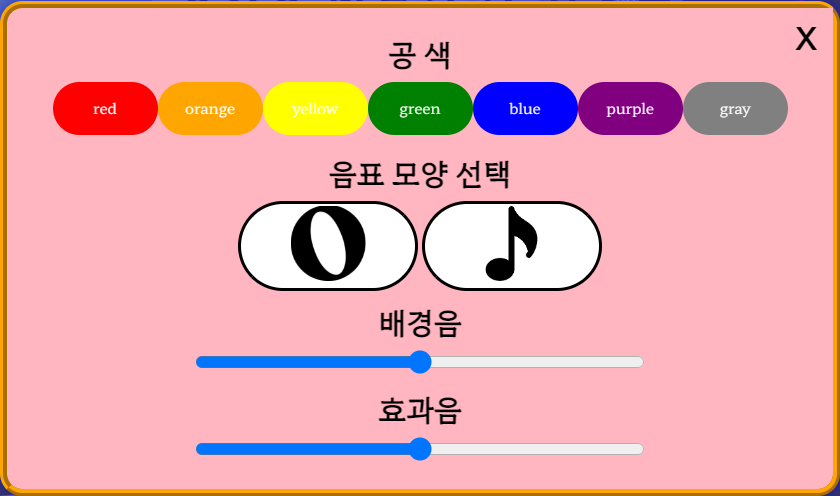 X
공 색
red orange yellow green blue purple gray
음표 모양 선택
배경음
효과음